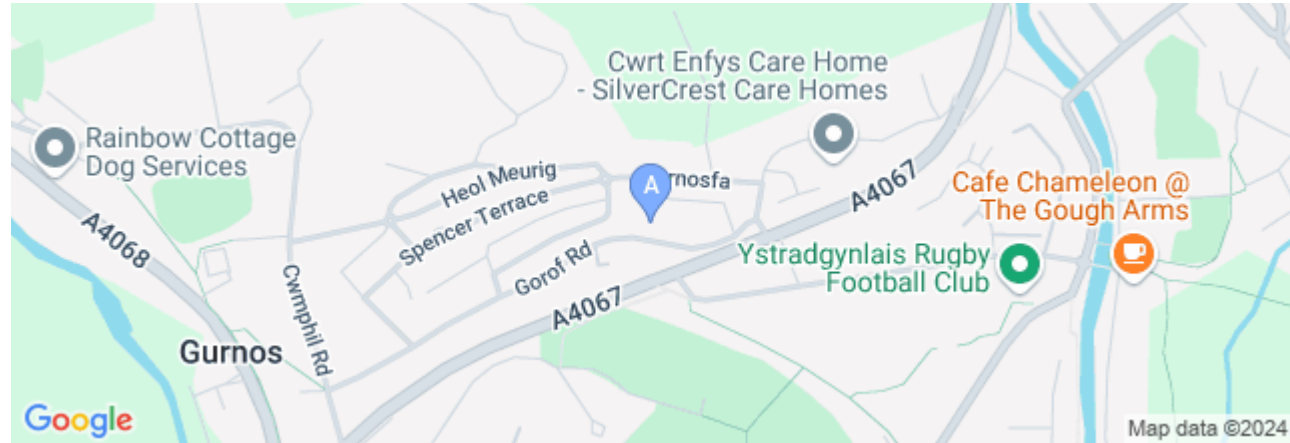 Cwrt Enfys Care Home
- SilverCrest Care Homes
Rainbow Cottage
Dog Services
Heol Meurig
A
rnosfa
A4067
Cafe Chameleon @
The Gough Arms
Spencer Terrace
A4068
Ystradgynlais Rugby
Football Club
Gorof Rd
A4067
Cwmphil Rd
Gurnos
Google
Map data ©2024